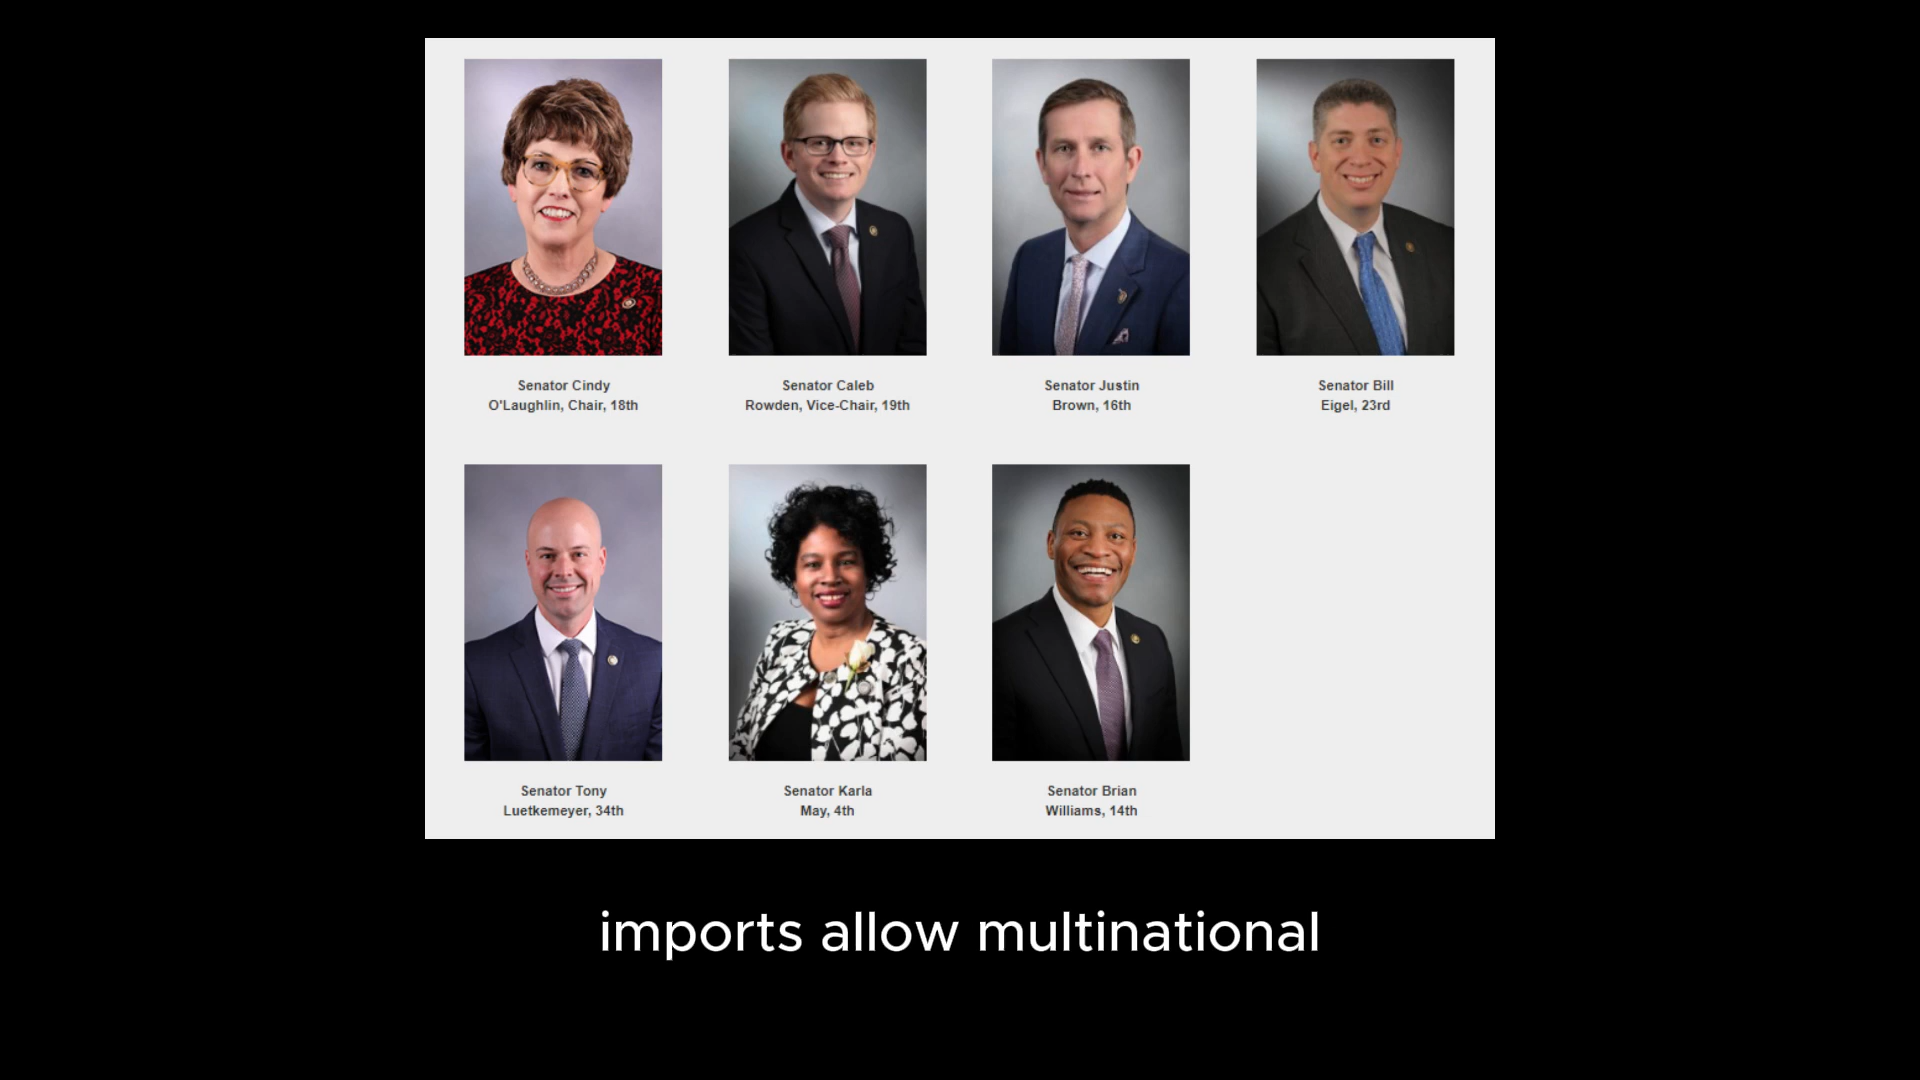 Senator Cindy
O'Laughlin, Chair, 18th
Senator Caleb
Rowden, Vice-Chair, 19th
Senator Justin
Brown, 16th
Senator Bill
Eigel, 23rd
Senator Tony
Luetkemeyer, 34th
Senator Karla
May, 4th
Senator Brian
Williams, 14th
imports allow multinational